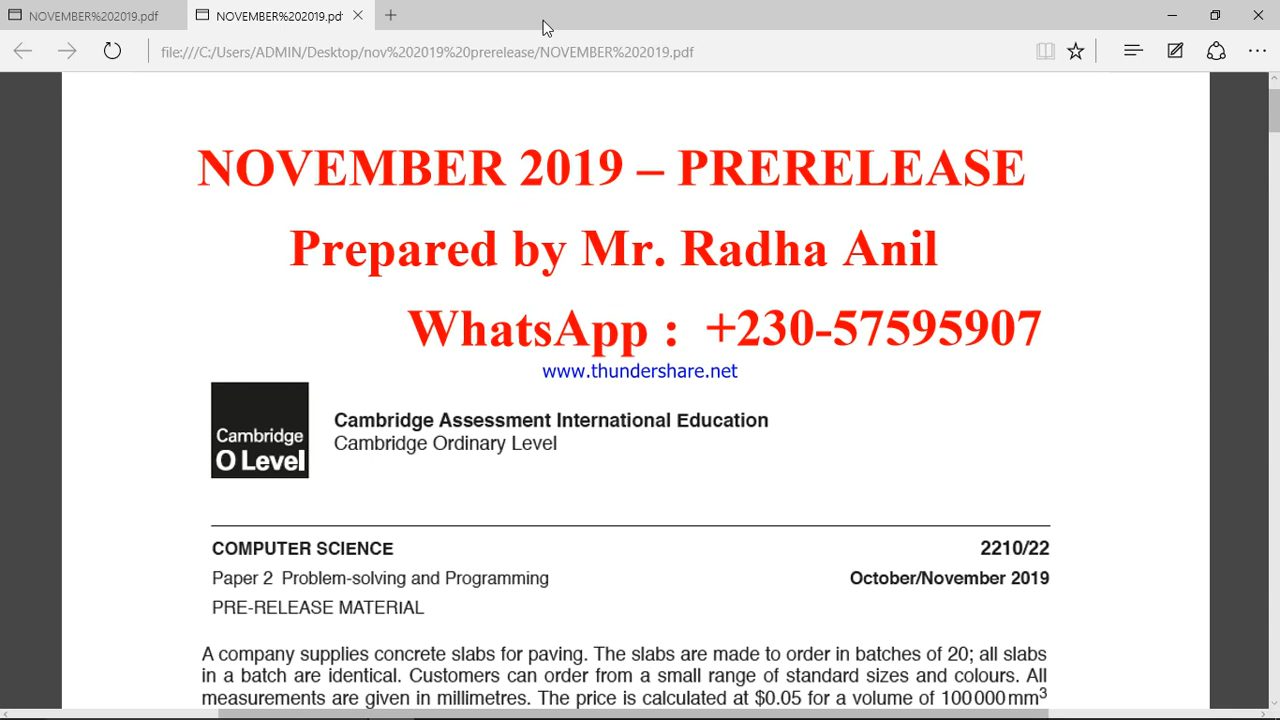 NOVEMBER%202019.pdf
NOVEMBER%202019.pdf
file:///C:/Users/ADMIN/Desktop/nov%202019%20prerelease/NOVEMBER%202019.pdf
NOVEMBER 2019 – PRERELEASE
Prepared by Mr. Radha Anil
WhatsApp : +230-57595907
www.thundershare.net
Cambridge
O Level
Cambridge Assessment International Education
Cambridge Ordinary Level
COMPUTER SCIENCE 2210/22
Paper 2 Problem-solving and Programming October/November 2019
PRE-RELEASE MATERIAL
A company supplies concrete slabs for paving. The slabs are made to order in batches of 20; all slabs
in a batch are identical. Customers can order from a small range of standard sizes and colours. All
measurements are given in millimetres. The price is calculated at $0.05 for a volume of 100 000 mm³